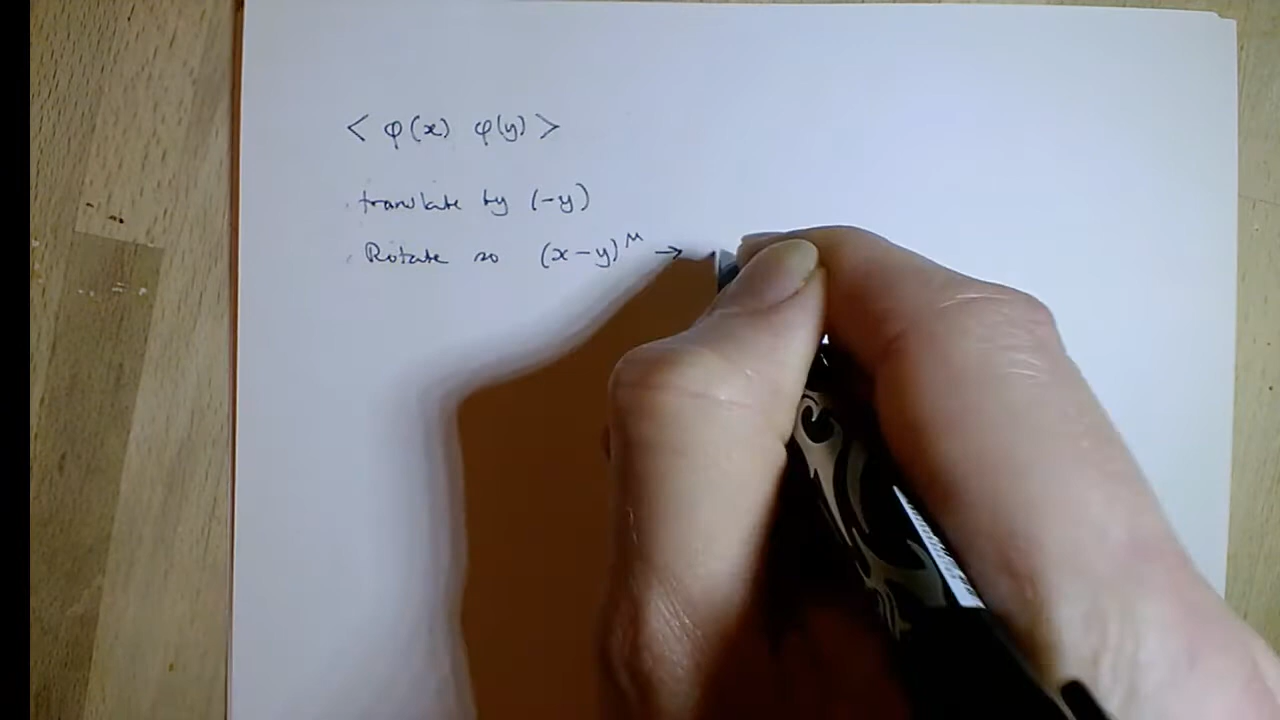 < φ(x) φ(y) >
. translate by (-y)
. Rotate so (x-y)^μ →